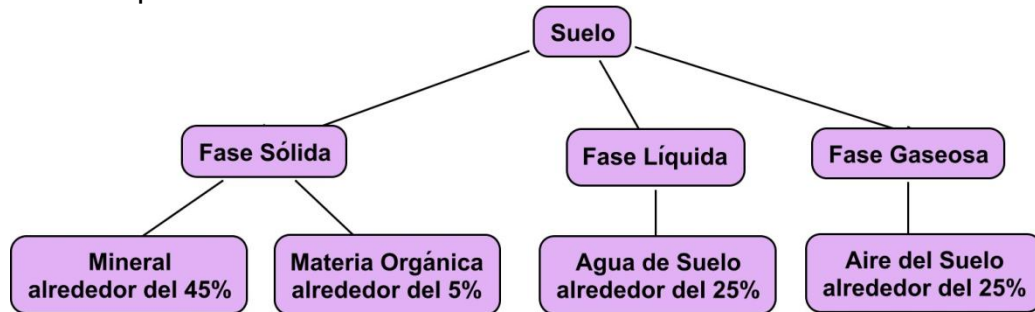 Suelo
Fase Sólida
Fase Líquida
Fase Gaseosa
Mineral
alrededor del 45%
Materia Orgánica
alrededor del 5%
Agua de Suelo
alrededor del 25%
Aire del Suelo
alrededor del 25%